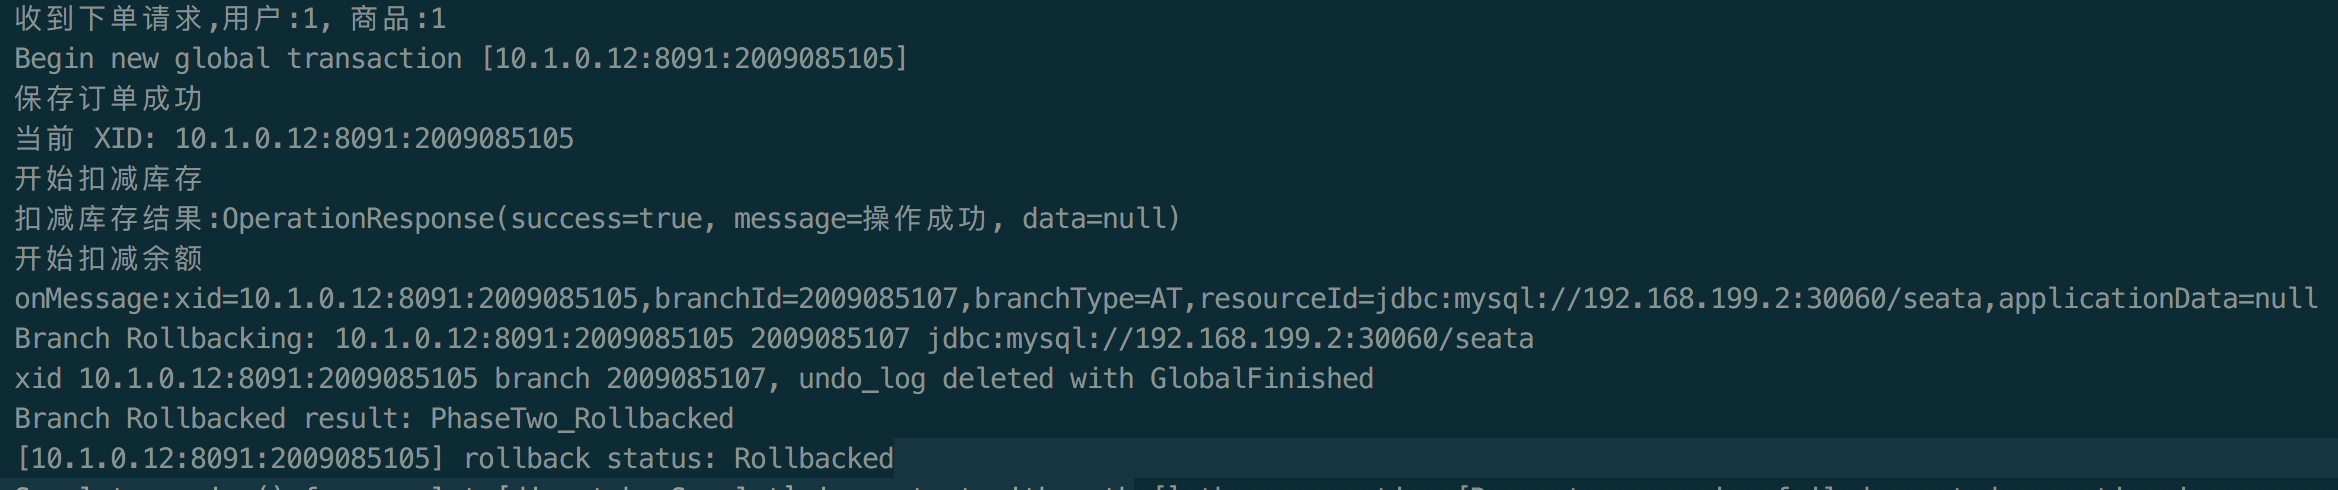 收到下单请求,用户:1, 商品:1
Begin new global transaction [10.1.0.12:8091:2009085105]
保存订单成功
当前 XID: 10.1.0.12:8091:2009085105
开始扣减库存
扣减库存结果:OperationResponse(success=true, message=操作成功, data=null)
开始扣减余额
onMessage:xid=10.1.0.12:8091:2009085105,branchId=2009085107,branchType=AT,resourceId=jdbc:mysql://192.168.199.2:30060/seata,applicationData=null
Branch Rollbacking: 10.1.0.12:8091:2009085105 2009085107 jdbc:mysql://192.168.199.2:30060/seata
xid 10.1.0.12:8091:2009085105 branch 2009085107, undo_log deleted with GlobalFinished
Branch Rollbacked result: PhaseTwo_Rollbacked
[10.1.0.12:8091:2009085105] rollback status: Rollbacked